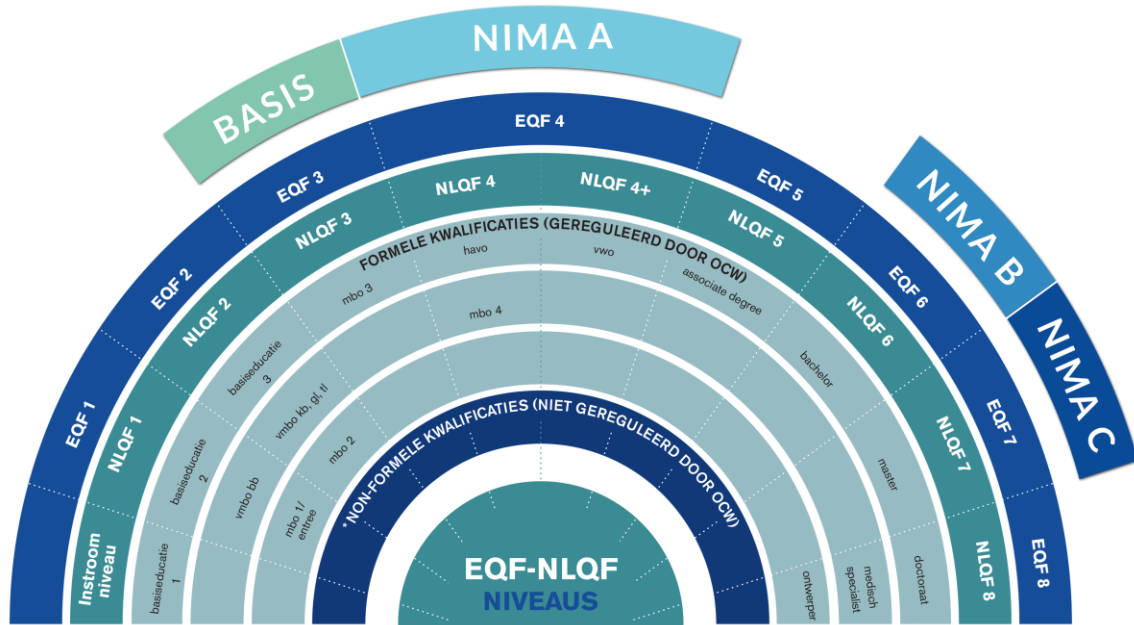 BASIS
NIMA A
NIMA B
NIMA C
EQF 1
EQF 2
EQF 3
EQF 4
EQF 5
EQF 6
EQF 7
EQF 8
Instroom
niveau
NLQF 1
NLQF 2
NLQF 3
NLQF 4
NLQF 4+
NLQF 5
NLQF 6
NLQF 7
NLQF 8
FORMELE KWALIFICATIES (GEREGULEERD DOOR OCW)
basiseducatie
1
basiseducatie
2
basiseducatie
3
mbo 3
havo
vwo
associate degree
bachelor
master
doctoraat
vmbo bb
vmbo kb, gl, tl
mbo 4
medisch
specialist
mbo 1/
entree
mbo 2
ontwerper
*NON-FORMELE KWALIFICATIES (NIET GEREGULEERD DOOR OCW)
EQF-NLQF
NIVEAUS